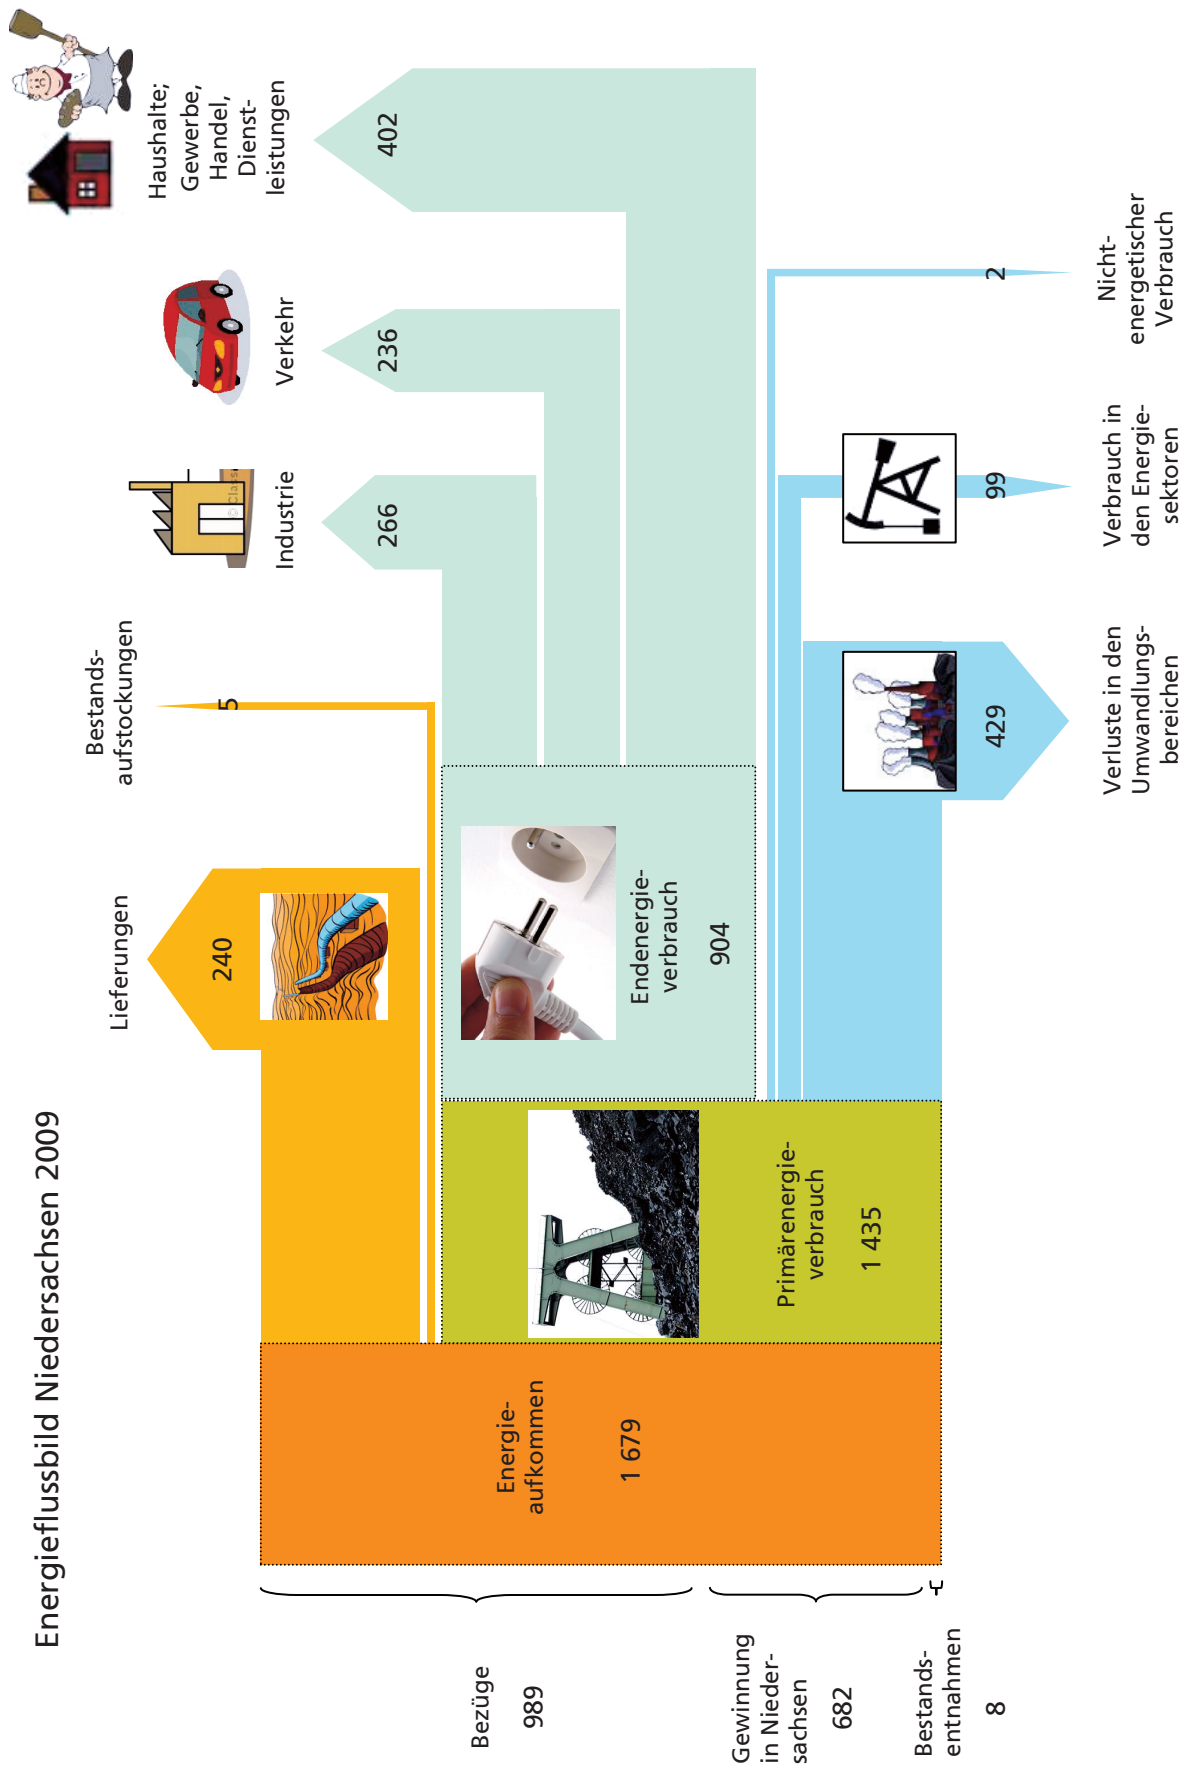 Energieflussbild Niedersachsen 2009
Lieferungen
240
Bestands-
aufstockungen
5
Industrie
266
Verkehr
236
Haushalte;
Gewerbe,
Handel,
Dienst-
leistungen
402
Bezüge
989
Gewinnung
in Nieder-
sachsen
682
Bestands-
entnahmen
8
Energie-
aufkommen
1 679
Primärenergie-
verbrauch
1 435
Endenergie-
verbrauch
904
429
Verluste in den
Umwandlungs-
bereichen
99
Verbrauch in
den Energie-
sektoren
2
Nicht-
energetischer
Verbrauch